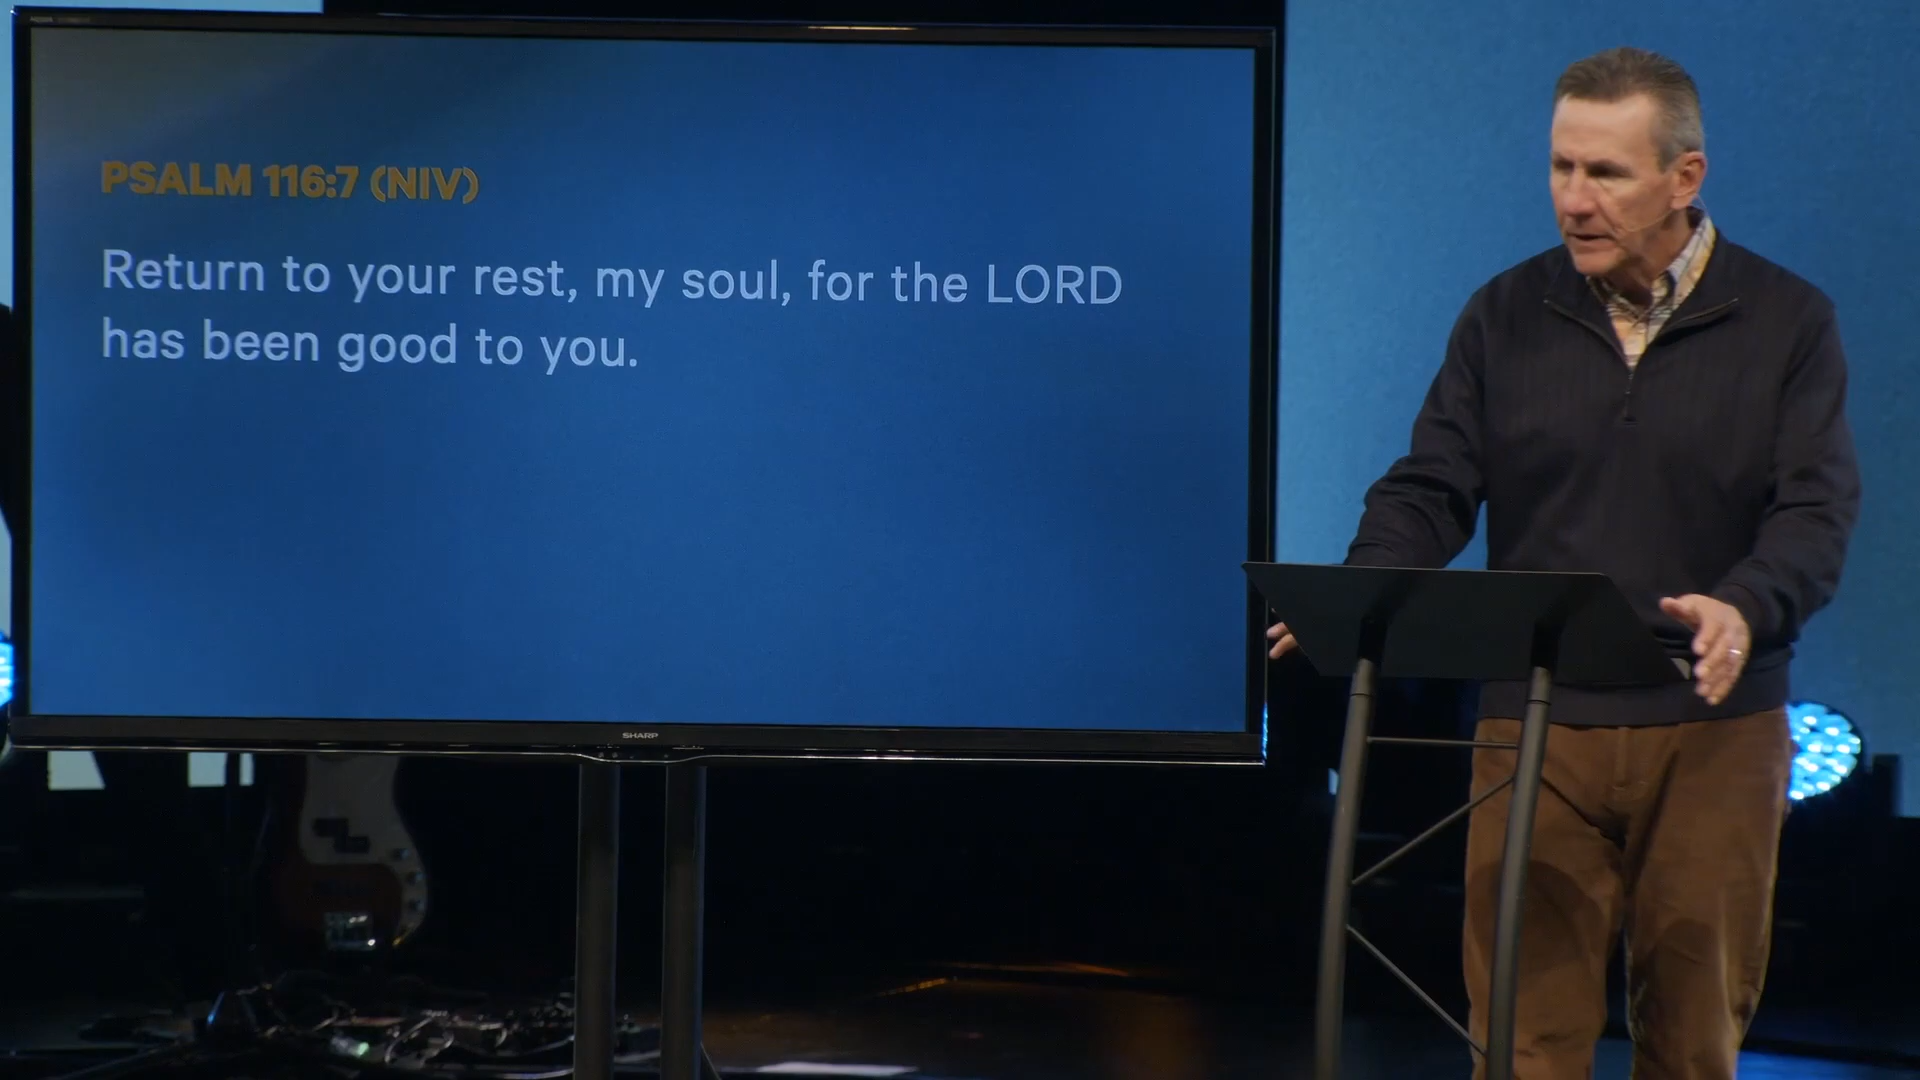 PSALM 116:7 (NIV)
Return to your rest, my soul, for the LORD
has been good to you.
SHARP